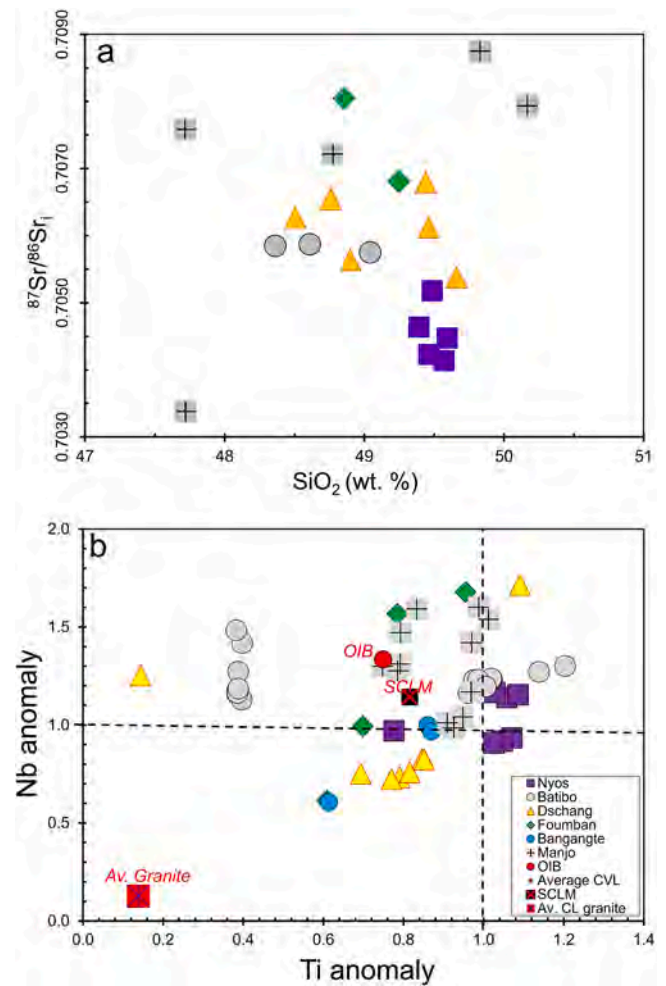 a
0.7090
0.7070
0.7050
0.7030
87Sr/86Sri
47 48 49 50 51
SiO2 (wt. %)
b
2.0
1.5
1.0
0.5
0.0
Nb anomaly
OIB
SCLM
Av. Granite
Nyos
Batibo
Dschang
Foumban
Bangangte
Manjo
OIB
Average CVL
SCLM
Av. CL granite
0.0 0.2 0.4 0.6 0.8 1.0 1.2 1.4
Ti anomaly